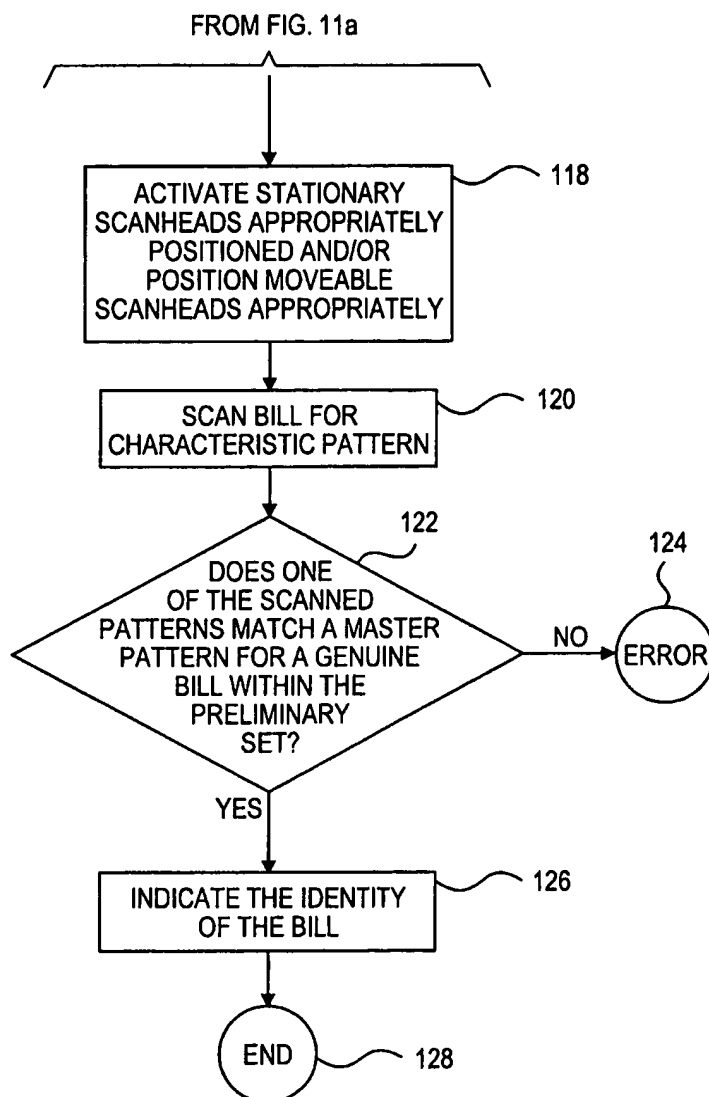 FROM FIG. 11a
ACTIVATE STATIONARY
SCANHEADS APPROPRIATELY
POSITIONED AND/OR
POSITION MOVEABLE
SCANHEADS APPROPRIATELY
118
SCAN BILL FOR
CHARACTERISTIC PATTERN
120
DOES ONE
OF THE SCANNED
PATTERNS MATCH A MASTER
PATTERN FOR A GENUINE
BILL WITHIN THE
PRELIMINARY
SET?
122
NO
124
ERROR
YES
INDICATE THE IDENTITY
OF THE BILL
126
END
128